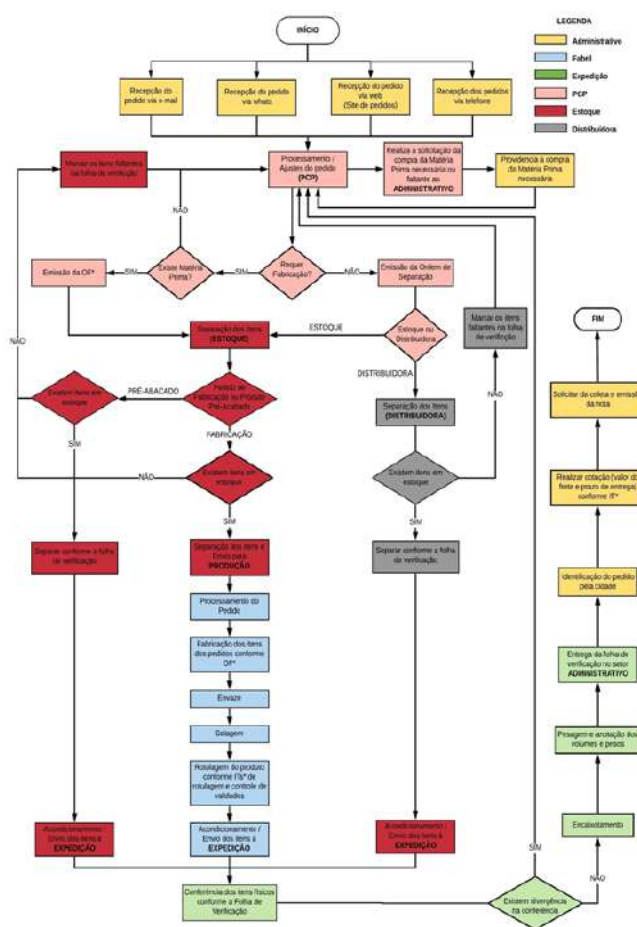 INÍCIO
LEGENDA
Administrativo
Fabril
Expedição
PCP
Estoque
Distribuidora
Recepção do
pedido via e-mail
Recepção do pedido
via whats
Recepção do pedido
via web
(Site de pedidos)
Recepção dos pedidos
via telefone
Marcar os itens faltantes
na folha de verificação
Processamento /
Ajustes do pedido
(PCP)
Realiza a solicitação da
compra da Matéria
Prima necessária ou
faltante ao
ADMINISTRATIVO
Providencia a compra
da Matéria Prima
necessária
NÃO
Emissão da OF*
SIM
Existe Matéria
Prima?
SIM
Requer
Fabricação?
NÃO
Emissão da Ordem de
Separação
Marcar os itens
faltantes na folha
de verificação
FIM
Separação dos itens
(ESTOQUE)
ESTOQUE
Estoque ou
Distribuidora
NÃO
DISTRIBUIDORA
NÃO
Existem itens em
estoque
PRÉ-ABACADO
Pedido de
Fabricação ou Produto
Pré-Acabado
Separação dos itens
(DISTRIBUIDORA)
Solicitar da coleta e emissão
da nota
SIM
FABRICAÇÃO
NÃO
Existem itens em
estoque
Existem itens em
estoque
Realizar cotação (valor do
frete e prazo de entrega)
conforme IT*
SIM
SIM
Separar conforme a folha
de verificação
Separação dos itens e
Envio para
PRODUÇÃO
Separar conforme a folha
de verificação
Identificação do pedido
pela cidade
Processamento do
Pedido
Fabricação dos itens
dos pedidos conforme
OF*
Entrega da folha de
verificação no setor
ADMINISTRATIVO
Envaze
Selagem
Pesagem e anotação dos
volumes e pesos
Rotulagem do produto
conforme ITs* de
rotulagem e controle de
validades
Acondicionamento /
Envio dos itens à
EXPEDIÇÃO
Acondicionamento /
Envio dos itens à
EXPEDIÇÃO
Acondicionamento /
Envio dos itens à
EXPEDIÇÃO
Encaixotamento
SIM
NÃO
Conferência dos itens físicos
conforme a Folha de
Verificação
Existem divergência
na conferência